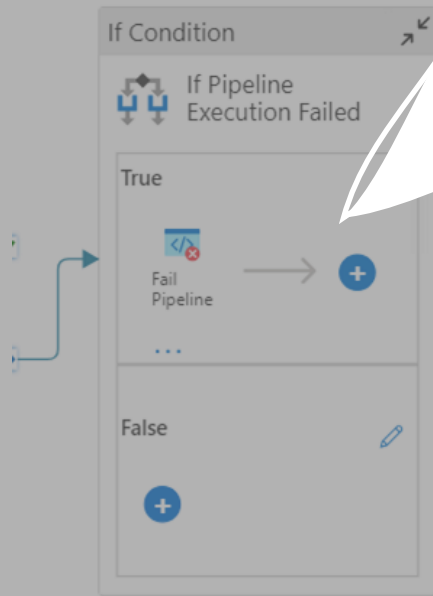 If Condition
If Pipeline
Execution Failed
True
Fail
Pipeline
...
False